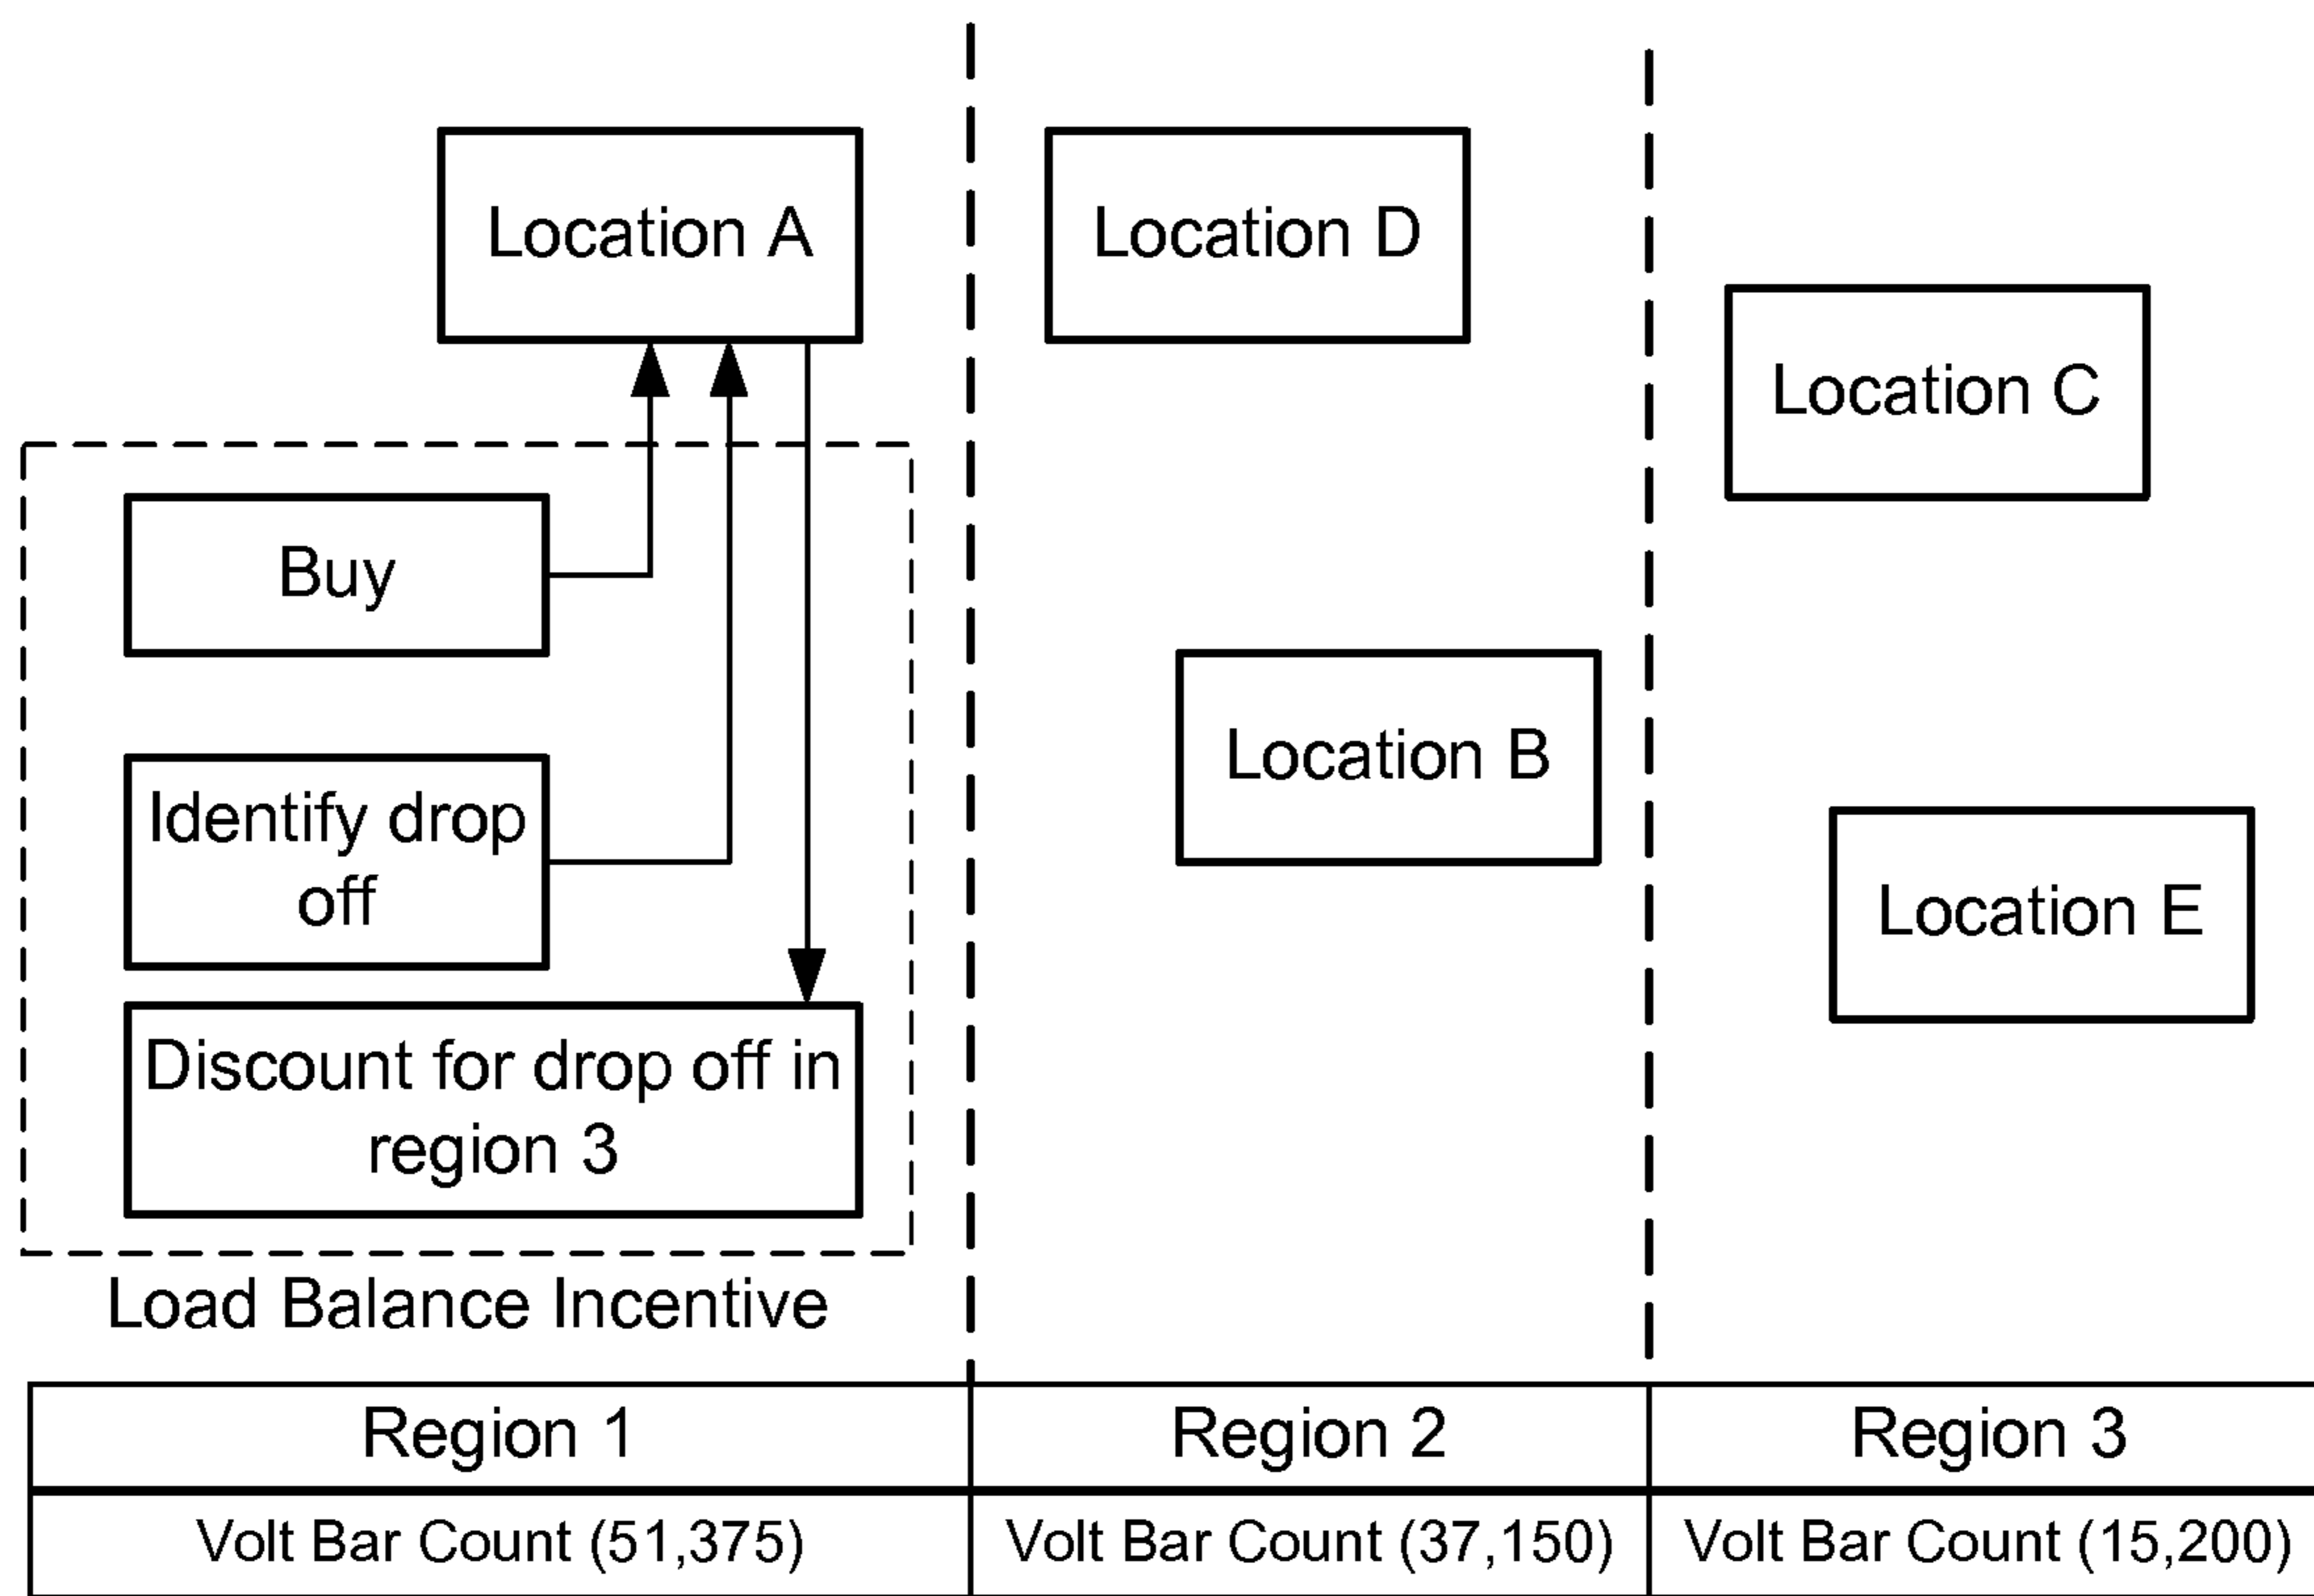 Location A
Location D
Location C
Buy
Location B
Identify drop
off
Location E
Discount for drop off in
region 3
Load Balance Incentive
Region 1
Region 2
Region 3
Volt Bar Count (51,375)
Volt Bar Count (37,150)
Volt Bar Count (15,200)